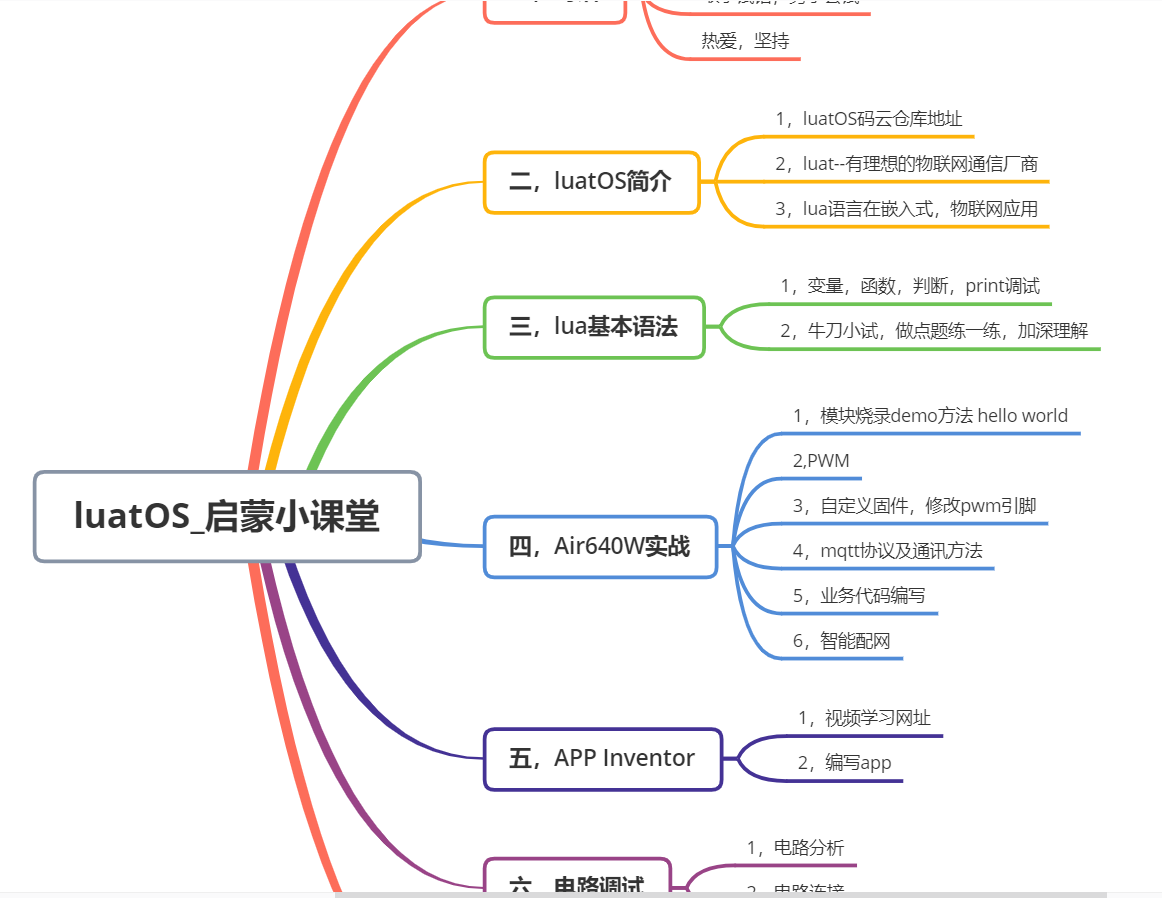 热爱，坚持
luatOS_启蒙小课堂
二，luatOS简介
1，luatOS码云仓库地址
2，luat--有理想的物联网通信厂商
3，lua语言在嵌入式，物联网应用
三，lua基本语法
1，变量，函数，判断，print调试
2，牛刀小试，做点题练一练，加深理解
四，Air640W实战
1，模块烧录demo方法 hello world
2,PWM
3，自定义固件，修改pwm引脚
4，mqtt协议及通讯方法
5，业务代码编写
6，智能配网
五，APP Inventor
1，视频学习网址
2，编写app
六，电路调试
1，电路分析
2，电路连接